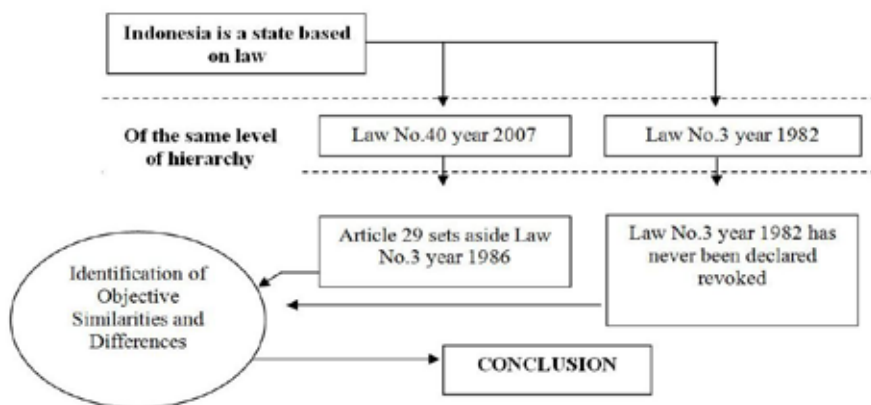 Indonesia is a state based
on law
Of the same level
of hierarchy
Law No.40 year 2007
Law No.3 year 1982
Article 29 sets aside Law
No.3 year 1986
Law No.3 year 1982 has
never been declared
revoked
Identification of
Objective
Similarities and
Differences
CONCLUSION